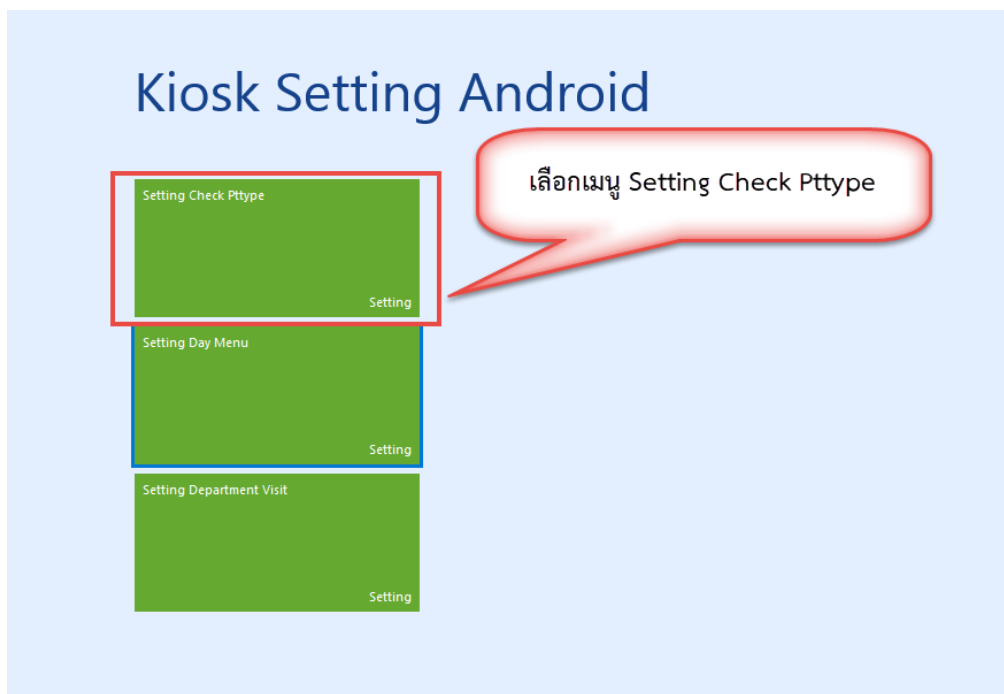 Kiosk Setting Android
เลือกเมนู Setting Check Pttype
Setting Check Pttype
Setting
Setting Day Menu
Setting
Setting Department Visit
Setting